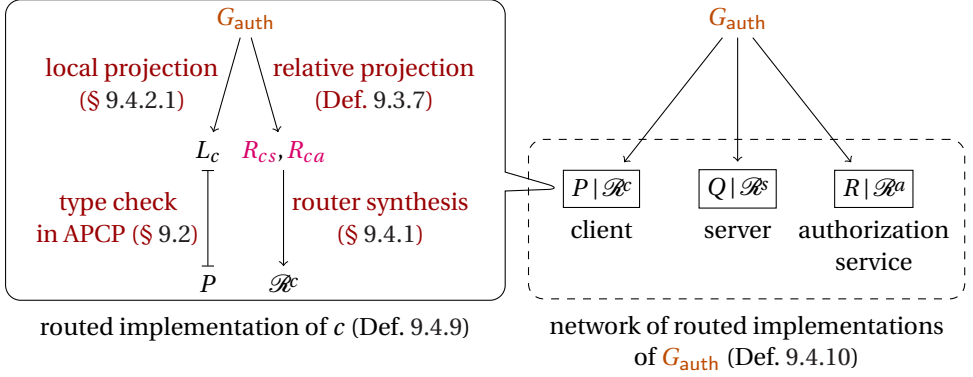 G_auth
local projection
(§ 9.4.2.1)
relative projection
(Def. 9.3.7)
L_c
R_cs, R_ca
type check
in APCP (§ 9.2)
router synthesis
(§ 9.4.1)
P
ℛ^c
routed implementation of c (Def. 9.4.9)
G_auth
P | ℛ^c
Q | ℛ^s
R | ℛ^a
client
server
authorization
service
network of routed implementations
of G_auth (Def. 9.4.10)